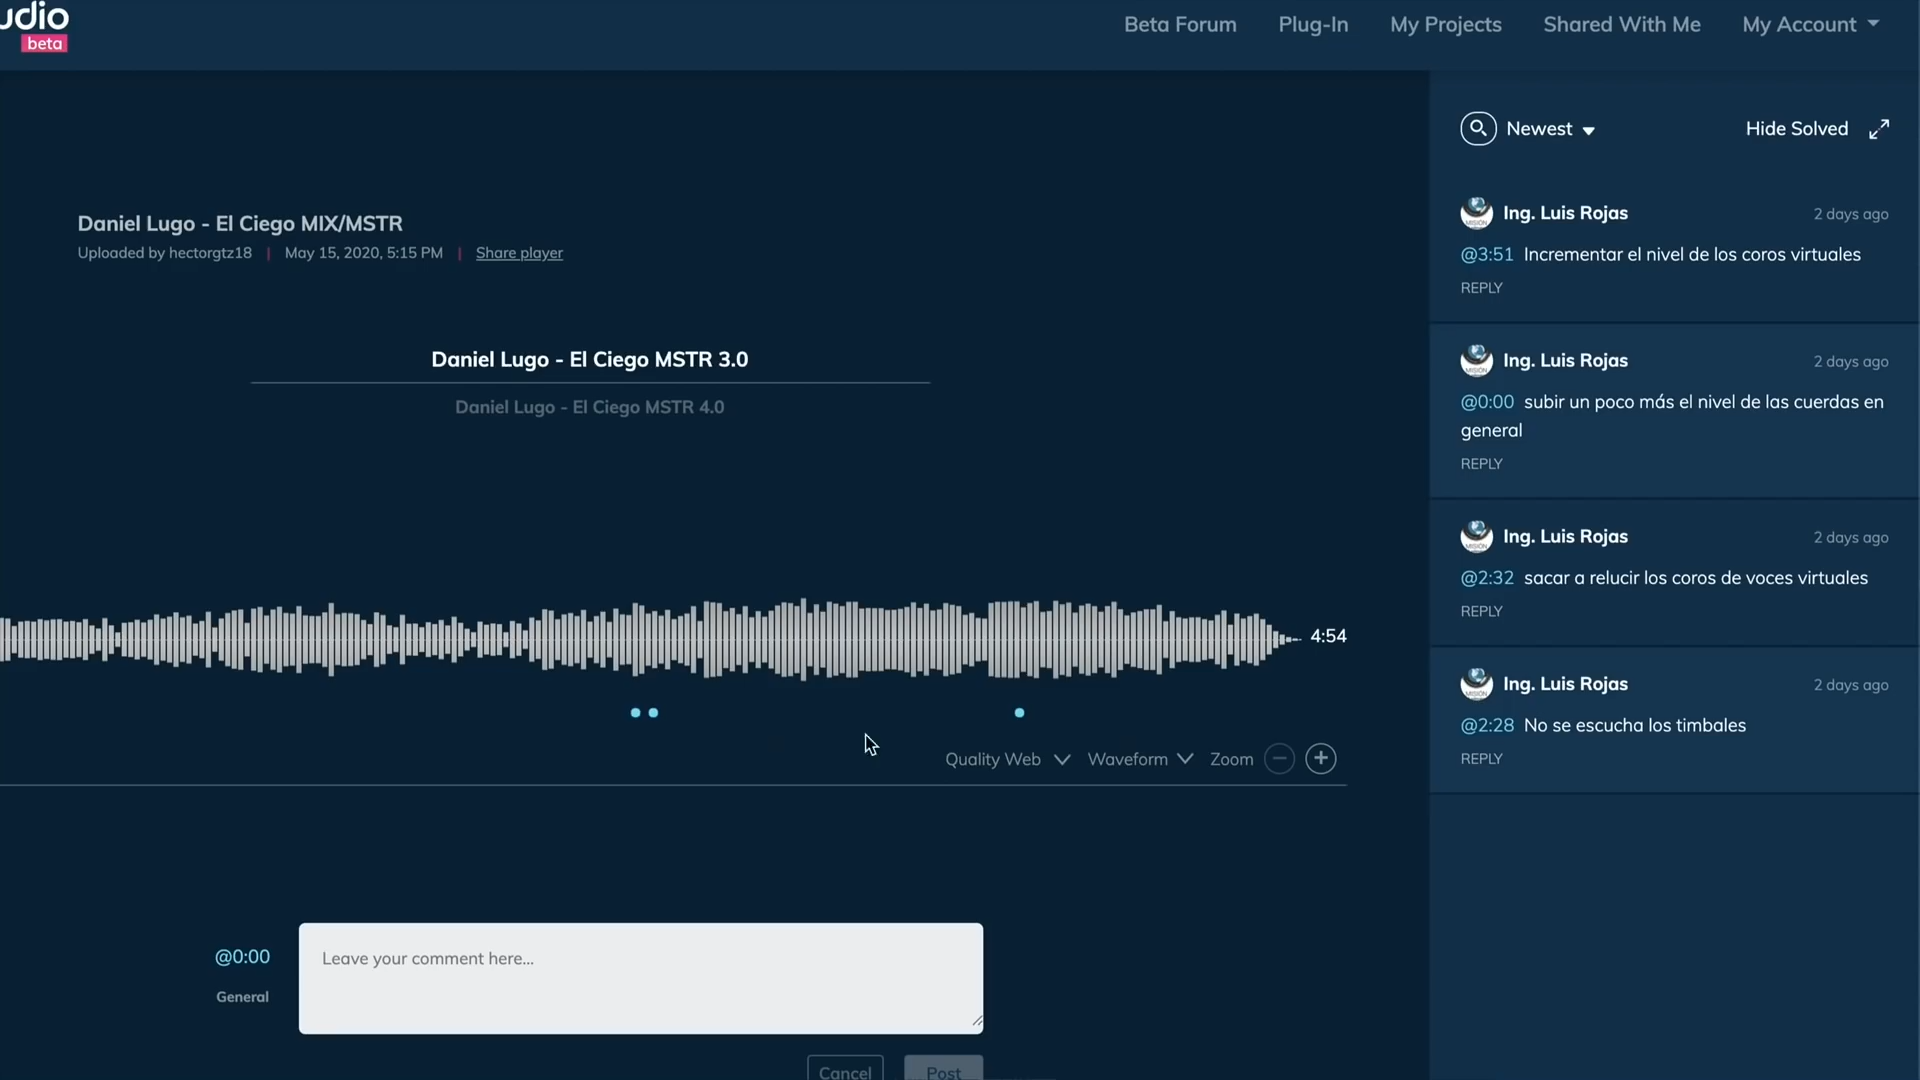 udio
beta
Beta Forum
Plug-In
My Projects
Shared With Me
My Account
Newest
Hide Solved
Daniel Lugo - El Ciego MIX/MSTR
Uploaded by hectorgtz18 | May 15, 2020, 5:15 PM | Share player
Daniel Lugo - El Ciego MSTR 3.0
Daniel Lugo - El Ciego MSTR 4.0
4:54
Quality Web
Waveform
Zoom
@0:00
General
Leave your comment here...
Cancel
Post
Ing. Luis Rojas
2 days ago
@3:51 Incrementar el nivel de los coros virtuales
REPLY
Ing. Luis Rojas
2 days ago
@0:00 subir un poco más el nivel de las cuerdas en
general
REPLY
Ing. Luis Rojas
2 days ago
@2:32 sacar a relucir los coros de voces virtuales
REPLY
Ing. Luis Rojas
2 days ago
@2:28 No se escucha los timbales
REPLY